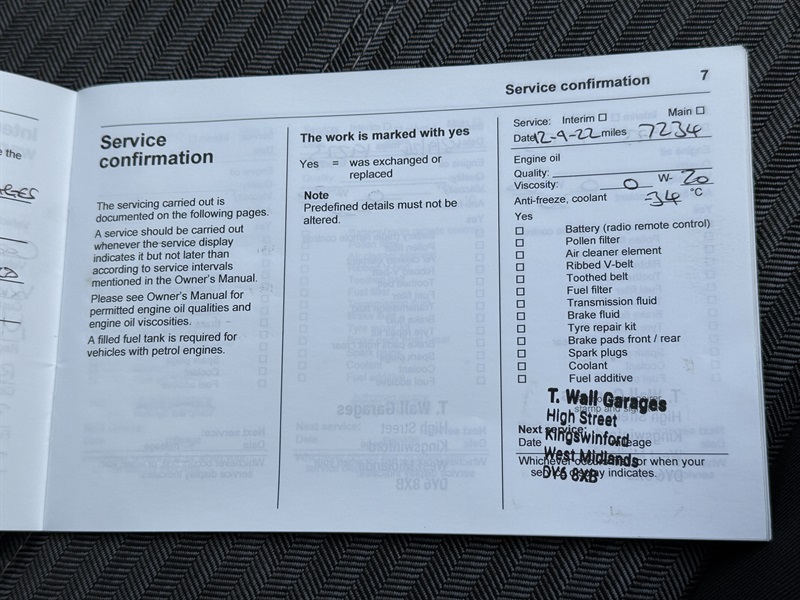 Service confirmation 7
Service
confirmation
The servicing carried out is
documented on the following pages.
A service should be carried out
whenever the service display
indicates it but not later than
according to service intervals
mentioned in the Owner's Manual.
Please see Owner's Manual for
permitted engine oil qualities and
engine oil viscosities.
A filled fuel tank is required for
vehicles with petrol engines.
The work is marked with yes
Yes = was exchanged or
replaced
Note
Predefined details must not be
altered.
Service: Interim ☐ Main ☐
Date 12-9-22 miles 7234
Engine oil
Quality:
Viscosity: 0 W- 20
Anti-freeze, coolant -34 °C
Yes
☐ Battery (radio remote control)
☐ Pollen filter
☐ Air cleaner element
☐ Ribbed V-belt
☐ Toothed belt
☐ Fuel filter
☐ Transmission fluid
☐ Brake fluid
☐ Tyre repair kit
☐ Brake pads front / rear
☐ Spark plugs
☐ Coolant
☐ Fuel additive
T. Wall Garages
High Street
Kingswinford
West Midlands
DY6 8XB
Next service:
Date
Whichever or when your
indicates.